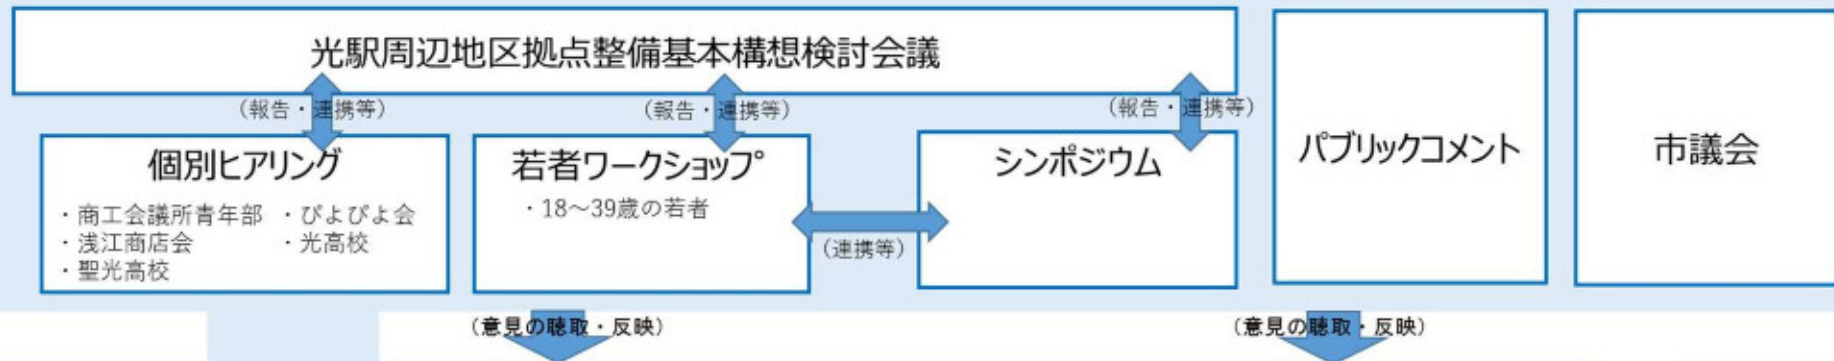 光駅周辺地区拠点整備基本構想検討会議
パブリックコメント
市議会
（報告・連携等）
（報告・連携等）
（報告・連携等）
個別ヒアリング
・商工会議所青年部 ・ぴよぴよ会
・浅江商店会 ・光高校
・聖光高校
若者ワークショップ
・18～39歳の若者
（連携等）
シンポジウム
（意見の聴取・反映）
（意見の聴取・反映）